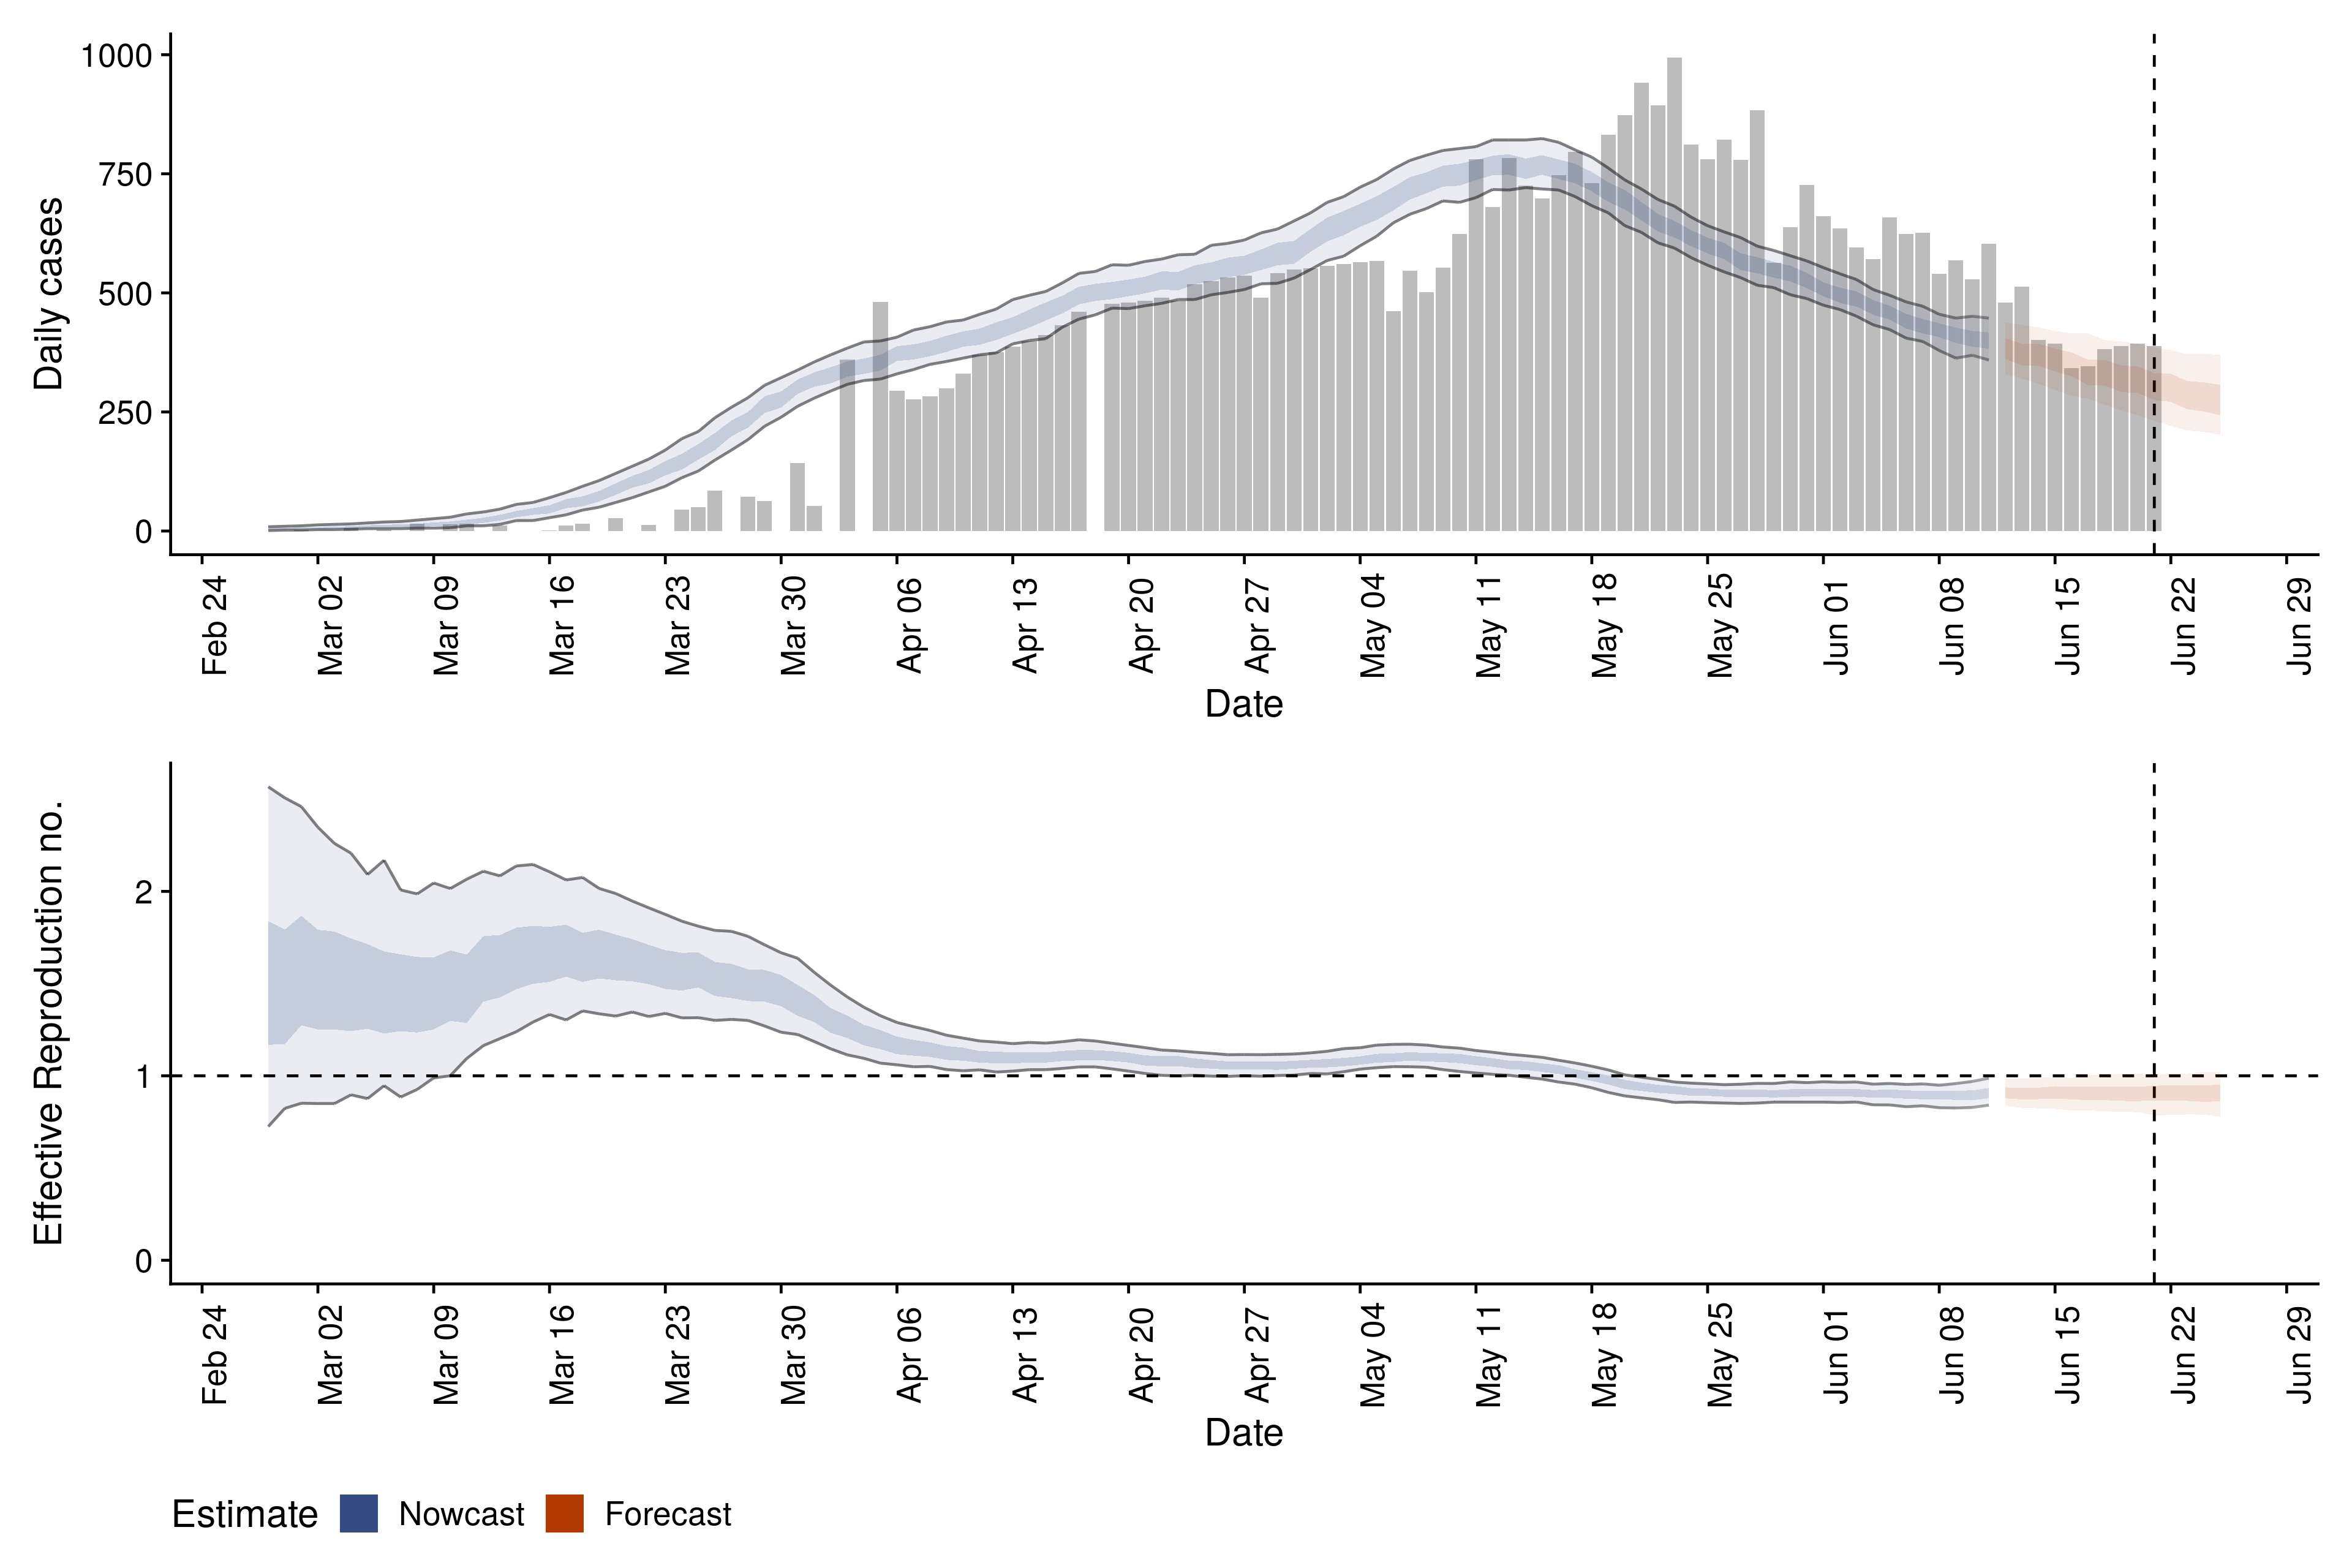 1000
750
500
250
0
Daily cases
Feb 24
Mar 02
Mar 09
Mar 16
Mar 23
Mar 30
Apr 06
Apr 13
Apr 20
Apr 27
May 04
May 11
May 18
May 25
Jun 01
Jun 08
Jun 15
Jun 22
Jun 29
Date
2
1
0
Effective Reproduction no.
Feb 24
Mar 02
Mar 09
Mar 16
Mar 23
Mar 30
Apr 06
Apr 13
Apr 20
Apr 27
May 04
May 11
May 18
May 25
Jun 01
Jun 08
Jun 15
Jun 22
Jun 29
Date
Estimate Nowcast Forecast